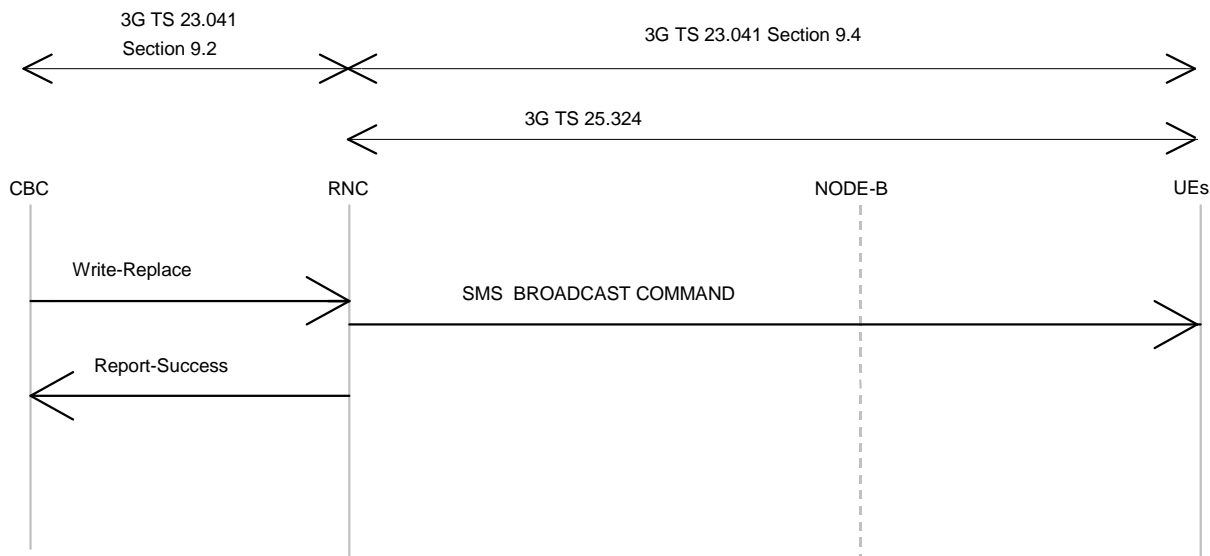 3G TS 23.041
Section 9.2
3G TS 23.041 Section 9.4
3G TS 25.324
CBC
RNC
NODE-B
UEs
Write-Replace
SMS BROADCAST COMMAND
Report-Success